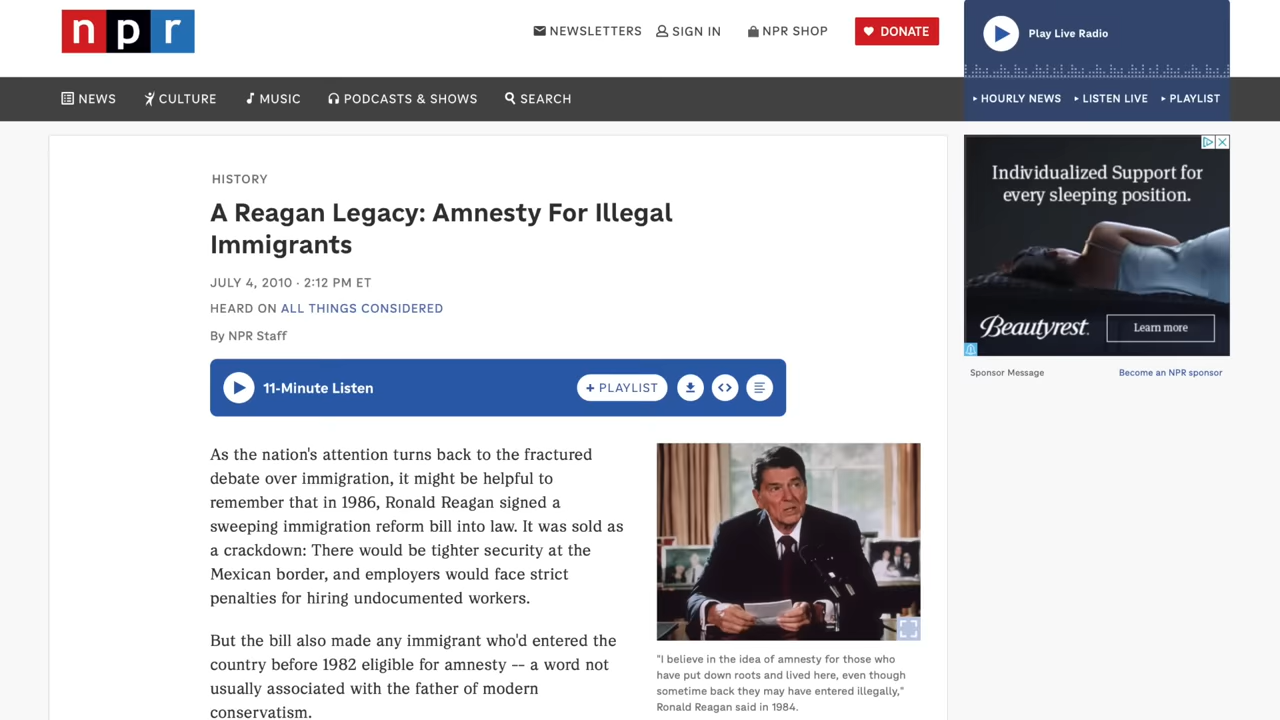 npr
NEWSLETTERS SIGN IN NPR SHOP DONATE
Play Live Radio
NEWS CULTURE MUSIC PODCASTS & SHOWS SEARCH
HOURLY NEWS LISTEN LIVE PLAYLIST
HISTORY
A Reagan Legacy: Amnesty For Illegal
Immigrants
JULY 4, 2010 · 2:12 PM ET
HEARD ON ALL THINGS CONSIDERED
By NPR Staff
11-Minute Listen + PLAYLIST
As the nation's attention turns back to the fractured
debate over immigration, it might be helpful to
remember that in 1986, Ronald Reagan signed a
sweeping immigration reform bill into law. It was sold as
a crackdown: There would be tighter security at the
Mexican border, and employers would face strict
penalties for hiring undocumented workers.
But the bill also made any immigrant who'd entered the
country before 1982 eligible for amnesty -- a word not
usually associated with the father of modern
conservatism.
"I believe in the idea of amnesty for those who
have put down roots and lived here, even though
sometime back they may have entered illegally,"
Ronald Reagan said in 1984.
Individualized Support for
every sleeping position.
Beautyrest. Learn more
Sponsor Message Become an NPR sponsor